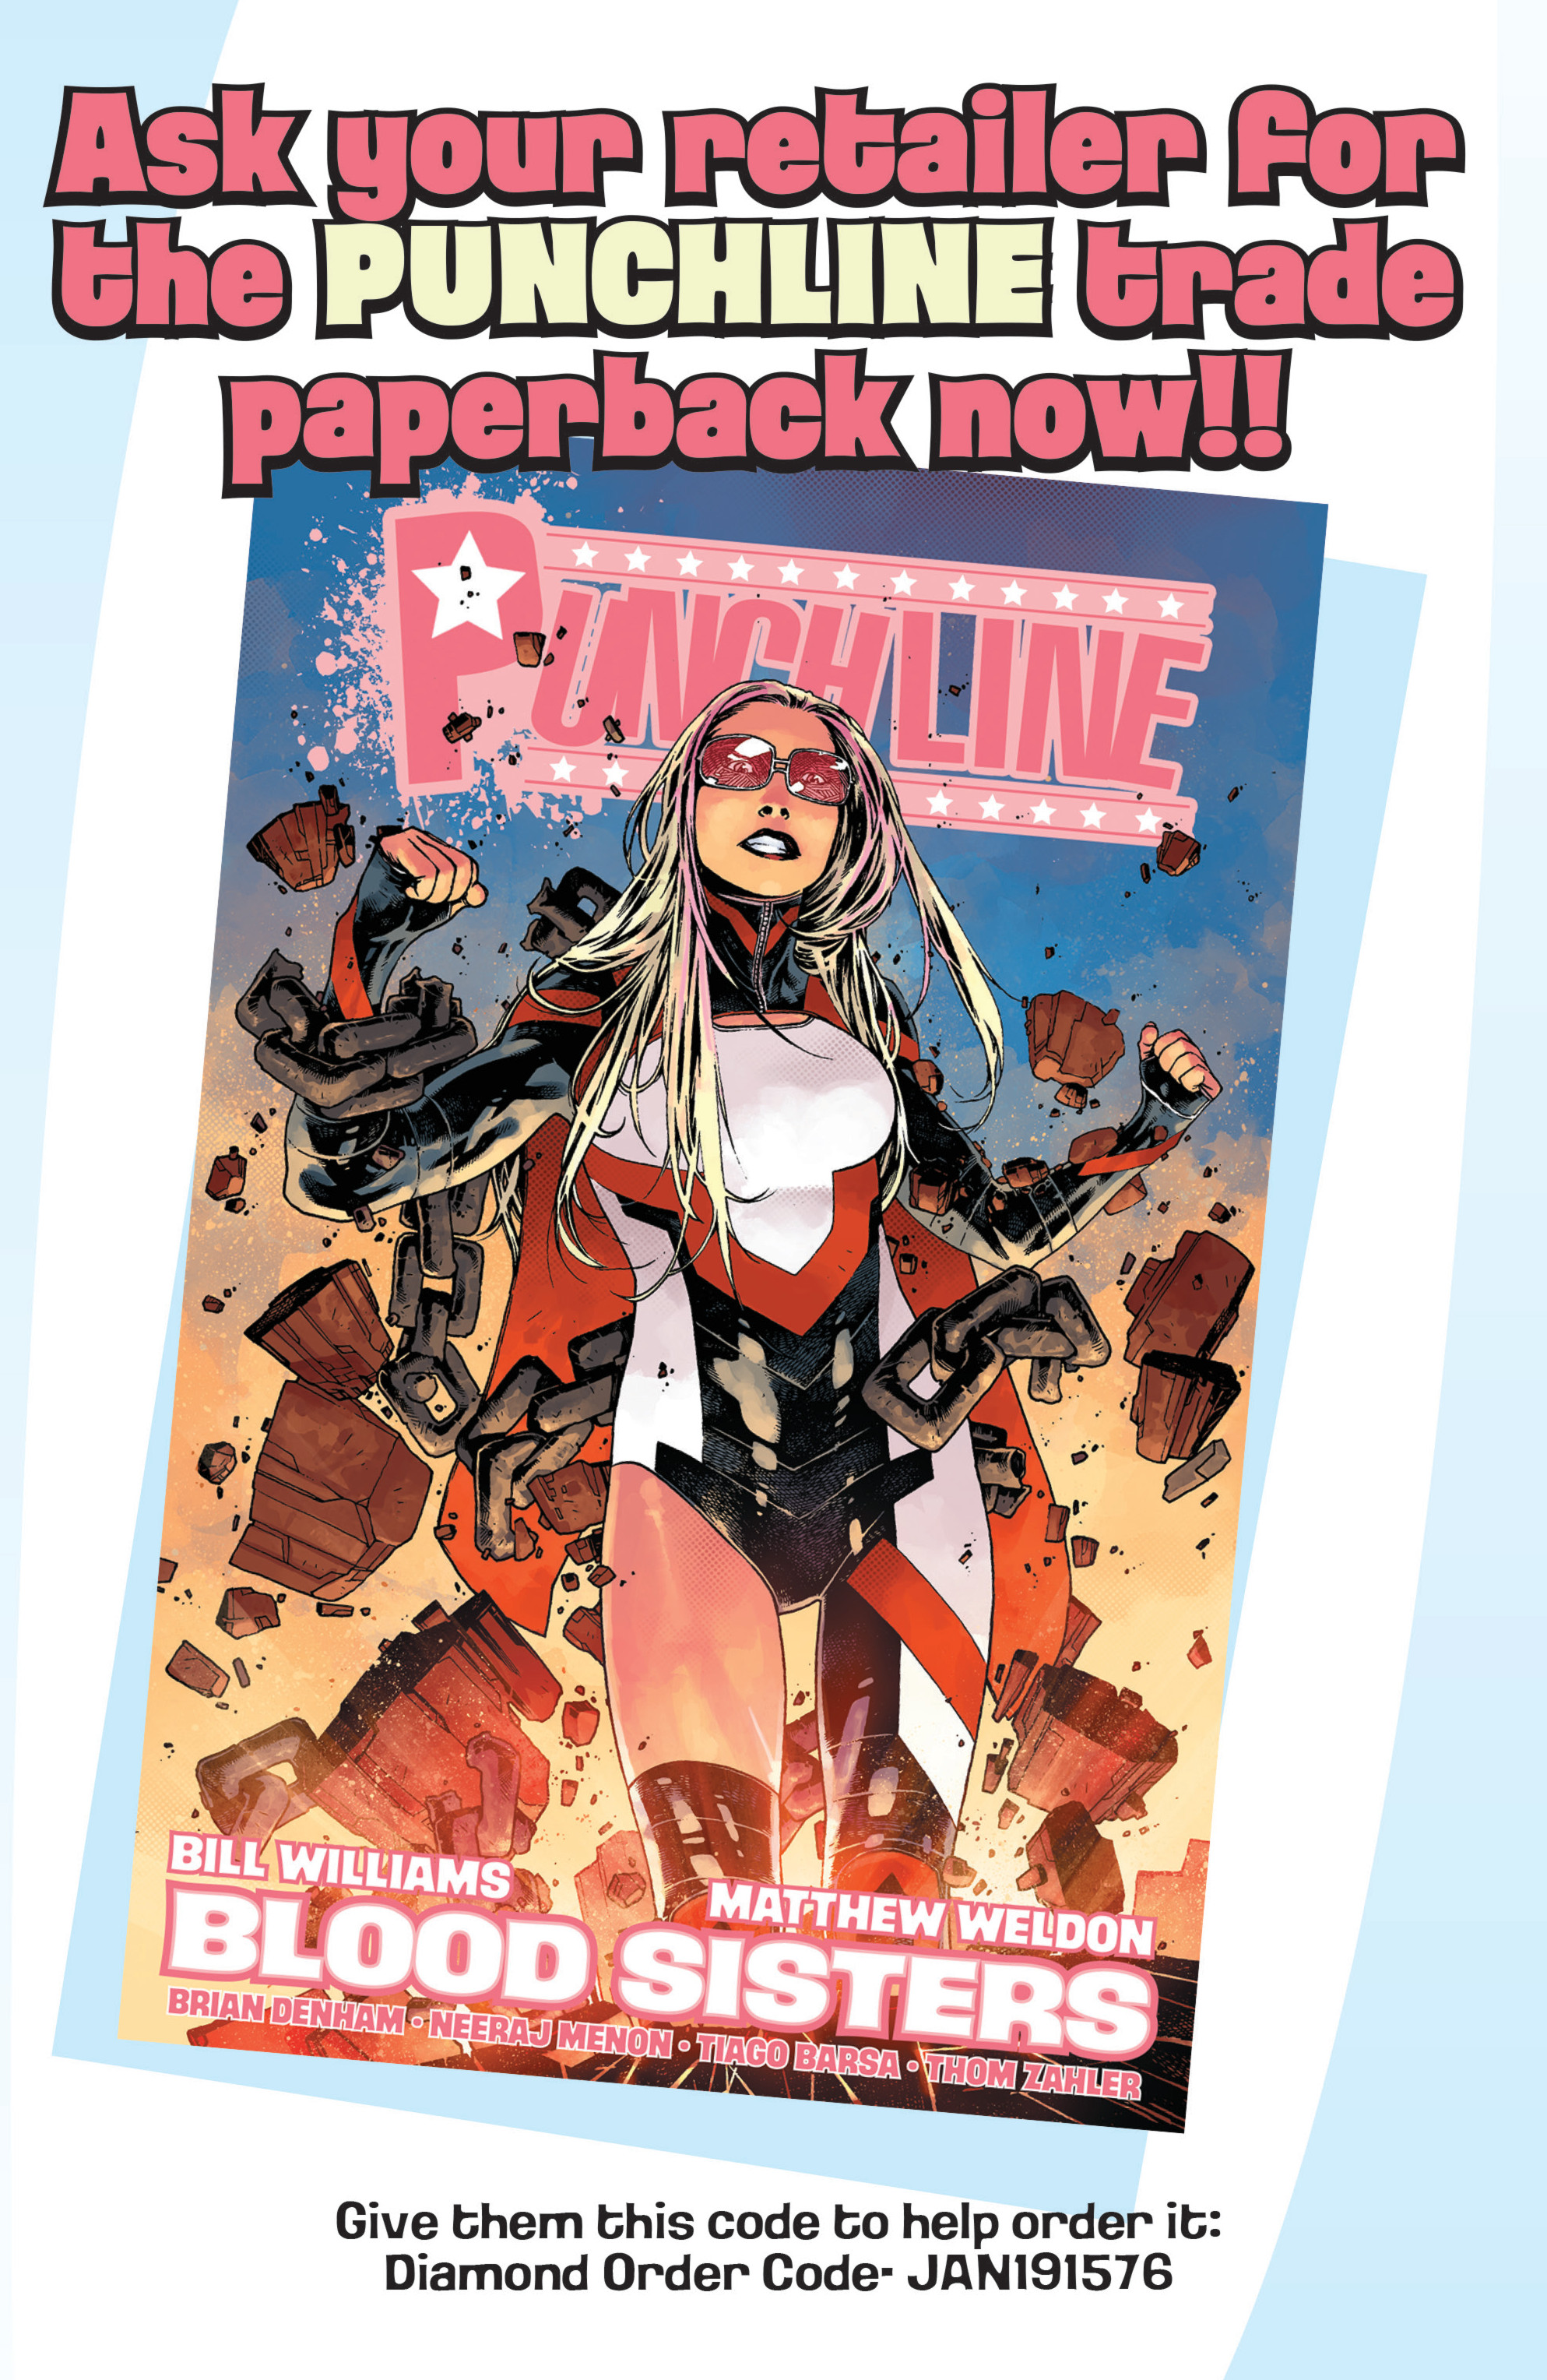 Ask your retailer for
the PUNCHLINE trade
paperback now!!
PUNCHLINE
BILL WILLIAMS
MATTHEW WELDON
BLOOD SISTERS
BRIAN DENHAM • NEERAJ MENON • TIAGO BARSA • THOM ZAHLER
Give them this code to help order it:
Diamond Order Code- JAN191576